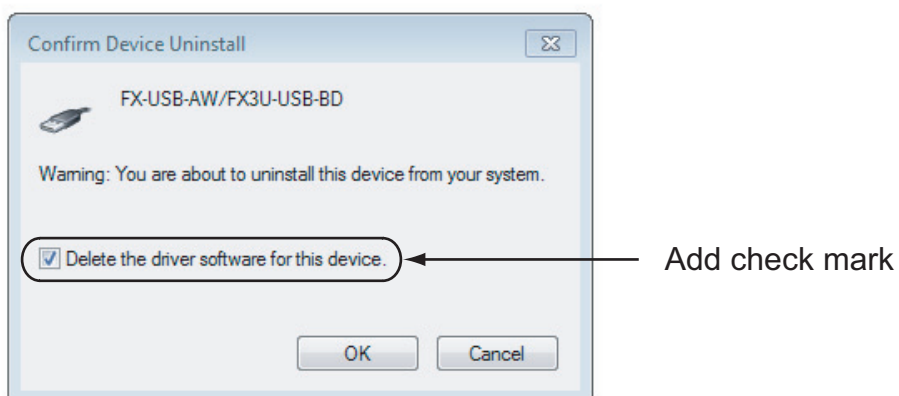 Confirm Device Uninstall
FX-USB-AW/FX3U-USB-BD
Warning: You are about to uninstall this device from your system.
Delete the driver software for this device.
Add check mark
OK
Cancel